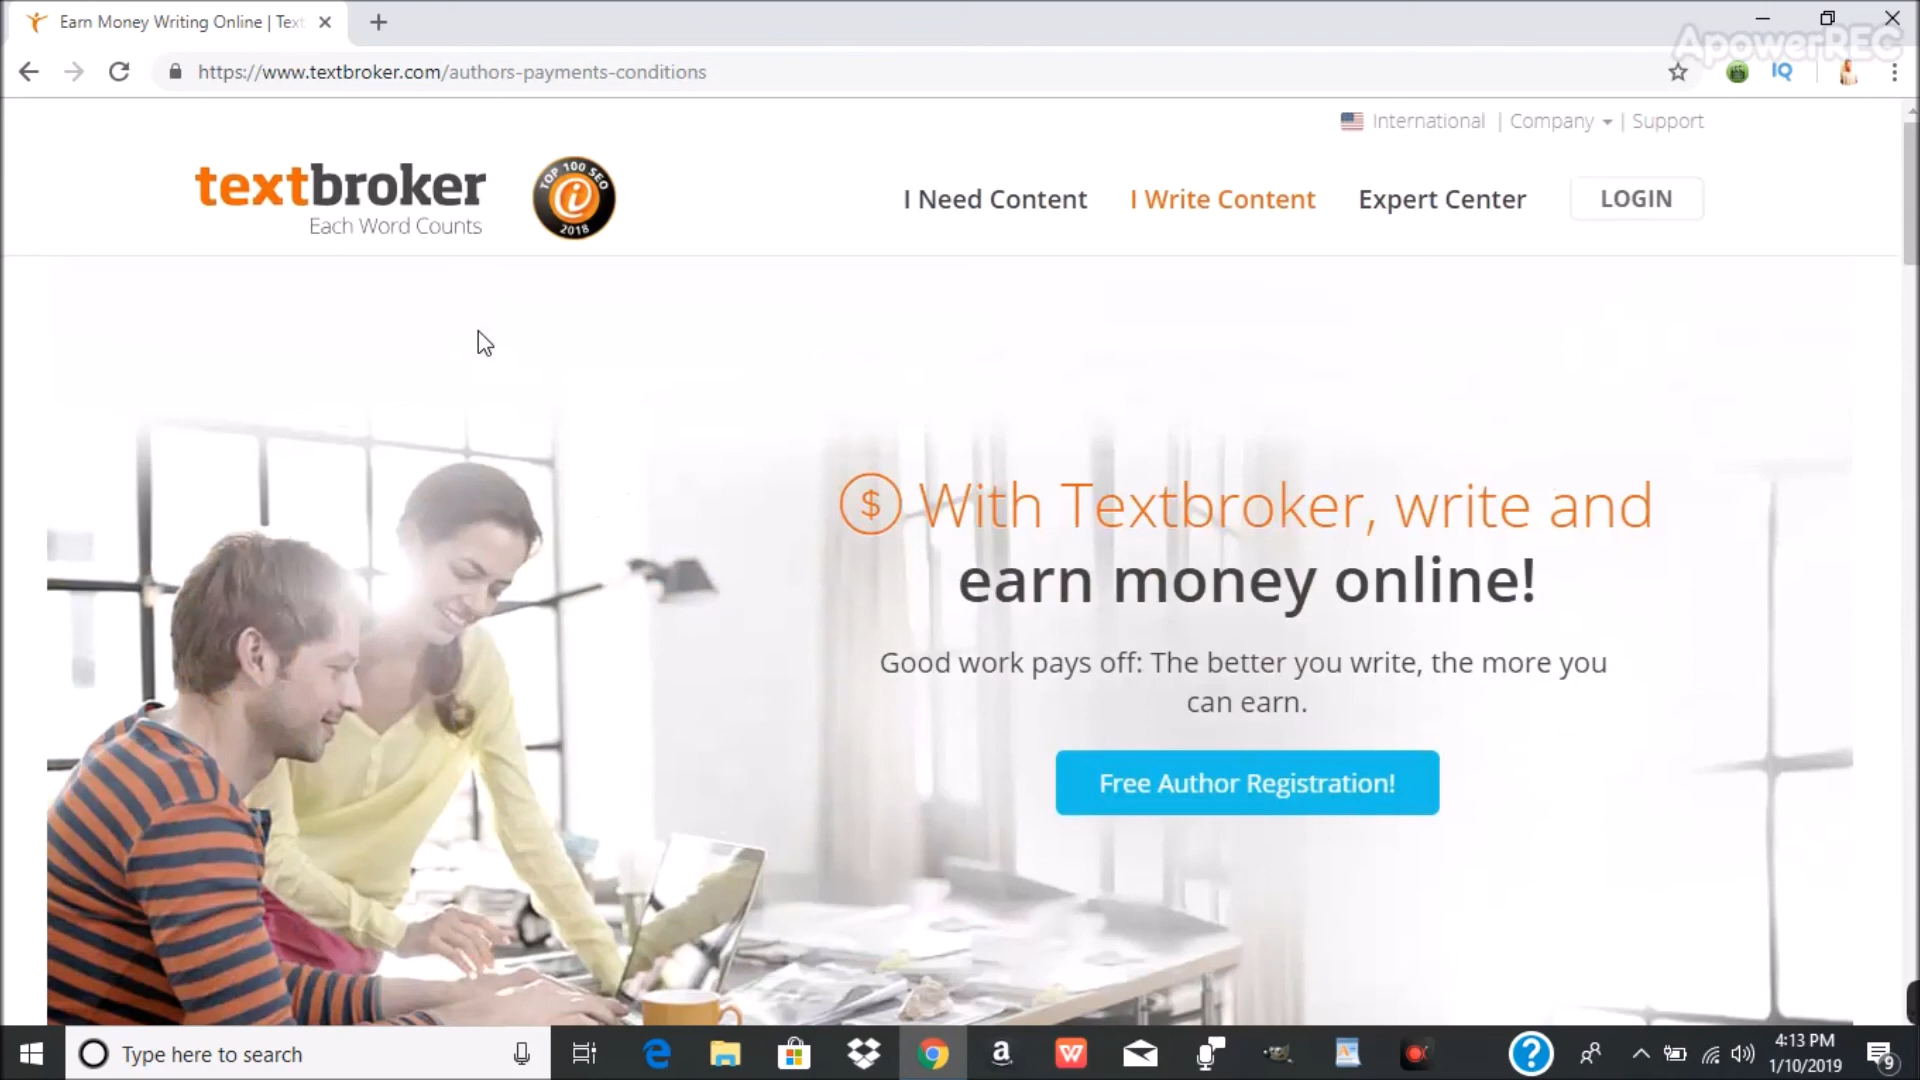 Earn Money Writing Online | Text
ApowerREC
https://www.textbroker.com/authors-payments-conditions
IQ
International | Company | Support
textbroker
Each Word Counts
TOP 100 SEO
2018
I Need Content
I Write Content
Expert Center
LOGIN
$ With Textbroker, write and
earn money online!
Good work pays off: The better you write, the more you
can earn.
Free Author Registration!
Type here to search
4:13 PM
1/10/2019
9